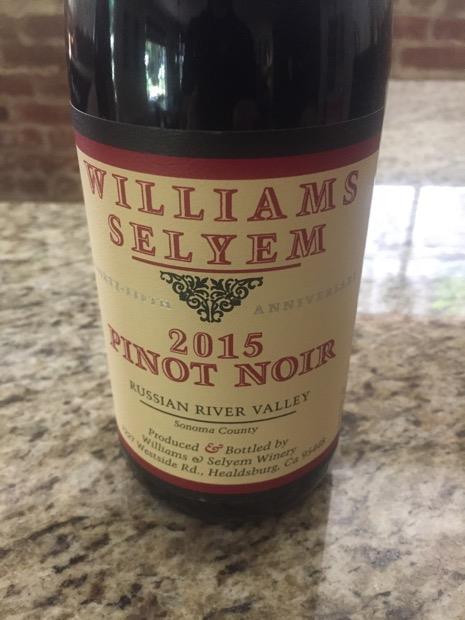 WILLIAMS
SELYEM
ANNIVERSARY
2015
PINOT NOIR
RUSSIAN RIVER VALLEY
Sonoma County
Produced & Bottled by
Williams & Selyem Winery
Westside Rd., Healdsburg, Ca 95448